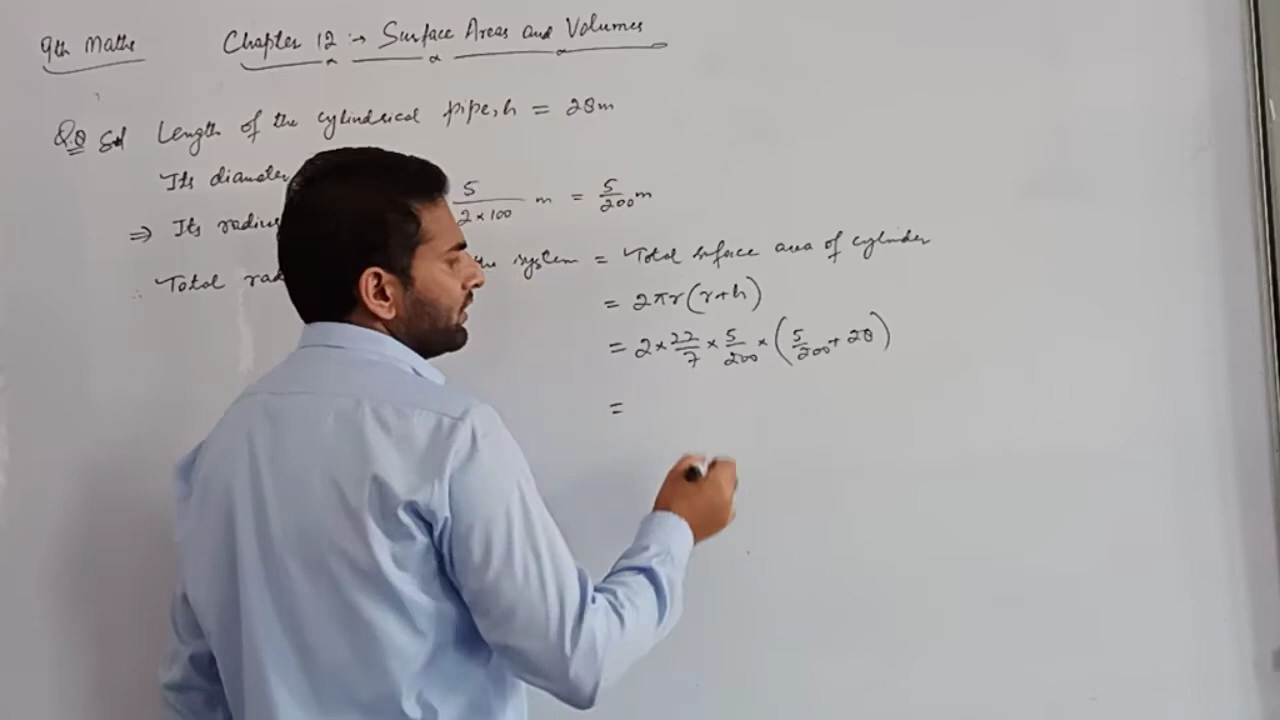 9th Maths Chapter 12 :→ Surface Areas and Volumes
Q.8 Sol Length of the cylindrical pipe, h = 28m
Its diameter
⇒ Its radius 5/(2×100) m = 5/200 m
∴ Total the system = Total surface area of cylinder
= 2πr(r+h)
= 2 × 22/7 × 5/200 × (5/200 + 28)
=